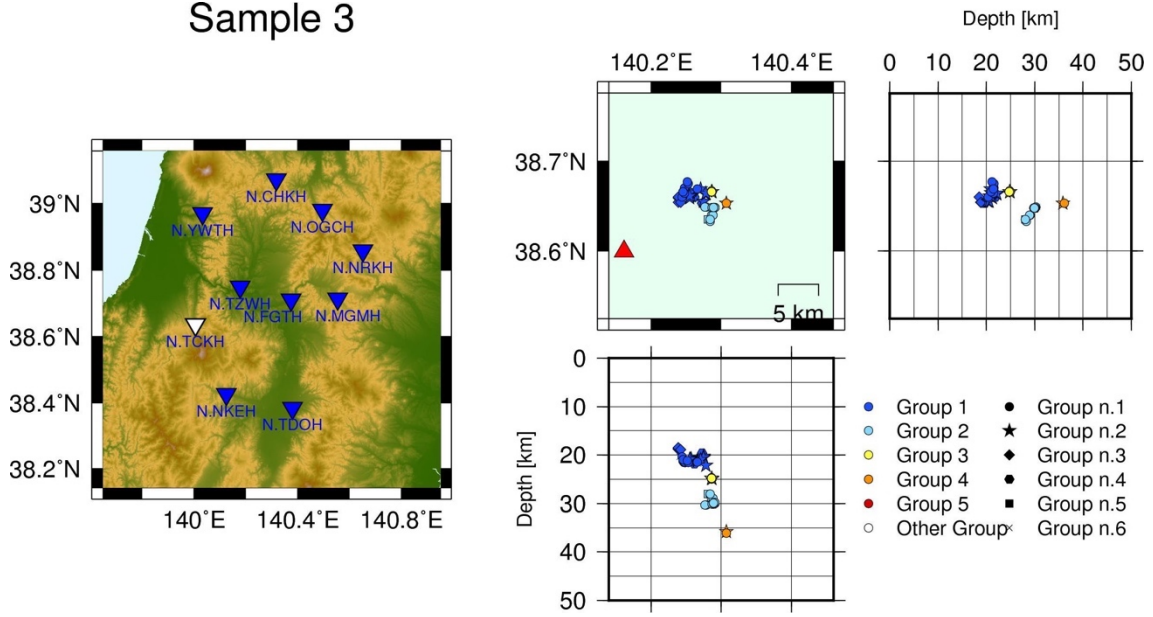 Sample 3
Depth [km]
140.2˚E 140.4˚E
0 10 20 30 40 50
38.7˚N
38.6˚N
5 km
39˚N
38.8˚N
38.6˚N
38.4˚N
38.2˚N
140˚E 140.4˚E 140.8˚E
N.CHKH
N.YWTH
N.OGCH
N.NRKH
N.TZWH
N.FGTH
N.MGMH
N.TCKH
N.NKEH
N.TDOH
Depth [km]
0
10
20
30
40
50
Group 1 Group n.1
Group 2 Group n.2
Group 3 Group n.3
Group 4 Group n.4
Group 5 Group n.5
Other Group Group n.6